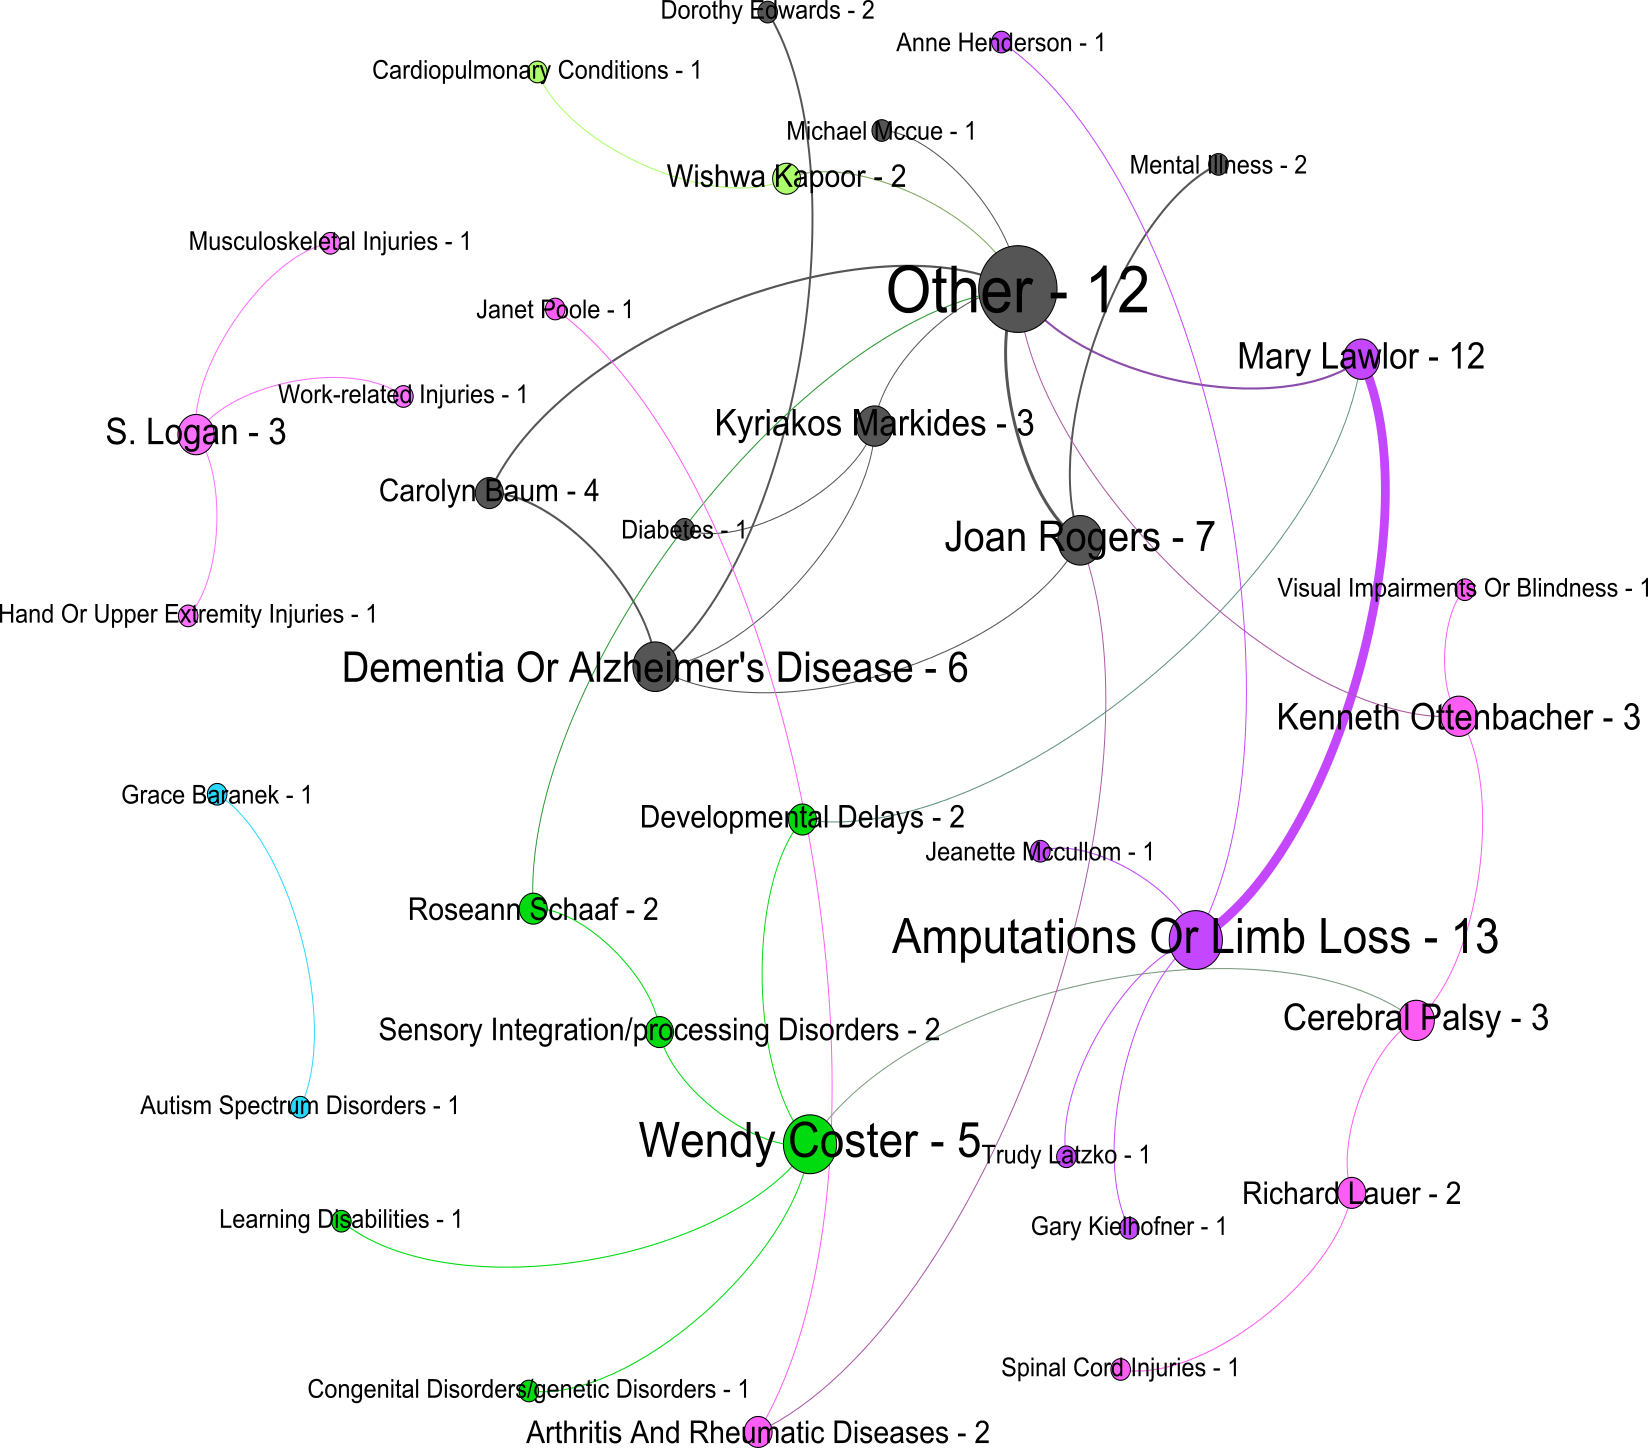 Dorothy Edwards - 2
Anne Henderson - 1
Cardiopulmonary Conditions - 1
Michael Mccue - 1
Mental Illness - 2
Wishwa Kapoor - 2
Musculoskeletal Injuries - 1
Other - 12
Janet Poole - 1
Mary Lawlor - 12
Work-related Injuries - 1
Kyriakos Markides - 3
S. Logan - 3
Carolyn Baum - 4
Diabetes - 1
Joan Rogers - 7
Visual Impairments Or Blindness - 1
Hand Or Upper Extremity Injuries - 1
Dementia Or Alzheimer's Disease - 6
Kenneth Ottenbacher - 3
Grace Baranek - 1
Developmental Delays - 2
Jeanette Mccullom - 1
Roseann Schaaf - 2
Amputations Or Limb Loss - 13
Cerebral Palsy - 3
Sensory Integration/processing Disorders - 2
Autism Spectrum Disorders - 1
Wendy Coster - 5
Trudy Latzko - 1
Richard Lauer - 2
Learning Disabilities - 1
Gary Kielhofner - 1
Spinal Cord Injuries - 1
Congenital Disorders/genetic Disorders - 1
Arthritis And Rheumatic Diseases - 2